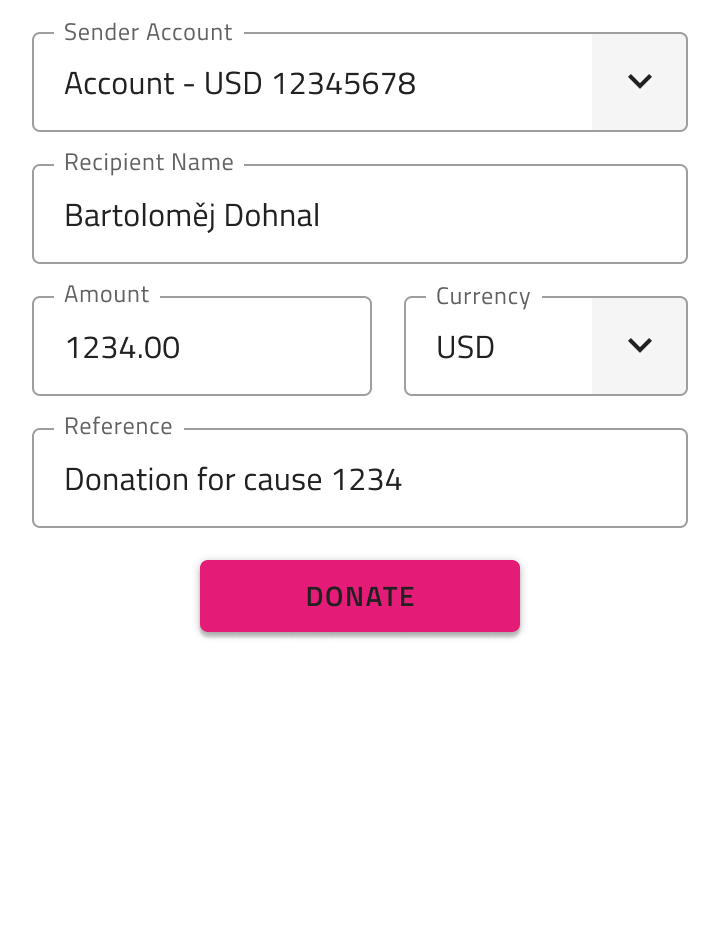 Sender Account
Account - USD 12345678
Recipient Name
Bartoloměj Dohnal
Amount
1234.00
Currency
USD
Reference
Donation for cause 1234
DONATE